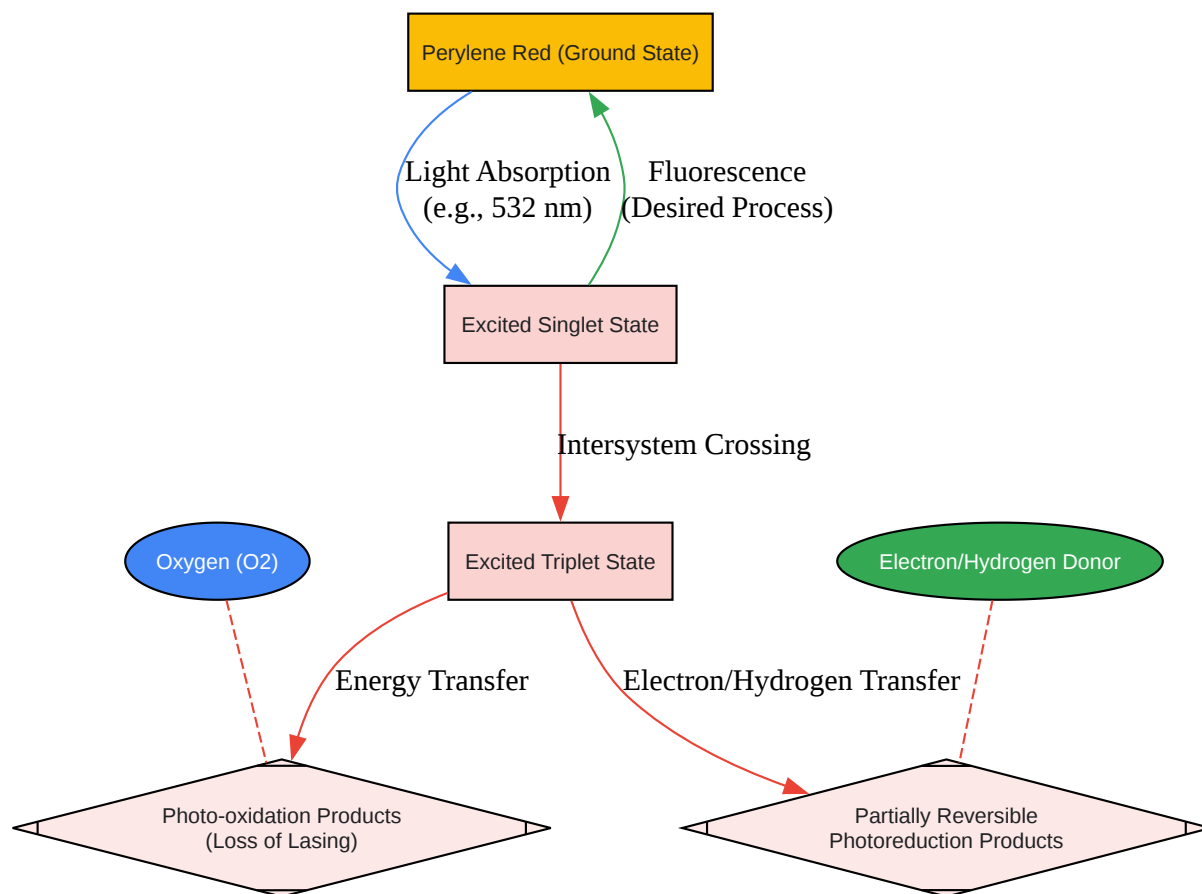 Perylene Red (Ground State)
Light Absorption
(e.g., 532 nm)
Fluorescence
(Desired Process)
Excited Singlet State
Intersystem Crossing
Oxygen (O2)
Excited Triplet State
Electron/Hydrogen Donor
Energy Transfer
Electron/Hydrogen Transfer
Photo-oxidation Products
(Loss of Lasing)
Partially Reversible
Photoreduction Products